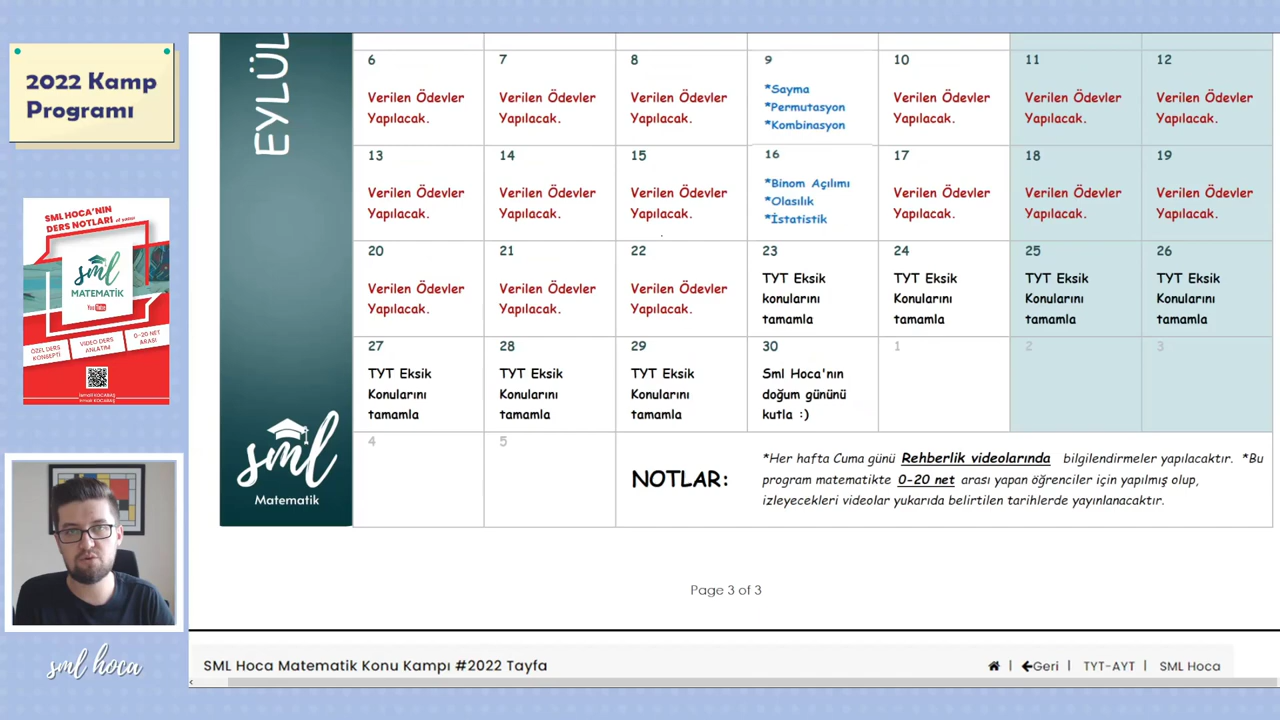 2022 Kamp
Programı
SML HOCA'NIN
DERS NOTLARI
sml
MATEMATİK
You Tube
ÖZEL DERS
KONSEPTİ
VİDEO DERS
ANLATIM
0-20 NET
ARASI
sml hoca
EYLÜL
sml
Matematik
6 7 8 9 10 11 12
Verilen Ödevler Yapılacak.
Verilen Ödevler Yapılacak.
Verilen Ödevler Yapılacak.
*Sayma
*Permutasyon
*Kombinasyon
Verilen Ödevler Yapılacak.
Verilen Ödevler Yapılacak.
Verilen Ödevler Yapılacak.
13 14 15 16 17 18 19
Verilen Ödevler Yapılacak.
Verilen Ödevler Yapılacak.
Verilen Ödevler Yapılacak.
*Binom Açılımı
*Olasılık
*İstatistik
Verilen Ödevler Yapılacak.
Verilen Ödevler Yapılacak.
Verilen Ödevler Yapılacak.
20 21 22 23 24 25 26
Verilen Ödevler Yapılacak.
Verilen Ödevler Yapılacak.
Verilen Ödevler Yapılacak.
TYT Eksik konularını tamamla
TYT Eksik Konularını tamamla
TYT Eksik Konularını tamamla
TYT Eksik Konularını tamamla
27 28 29 30 1 2 3
TYT Eksik Konularını tamamla
TYT Eksik Konularını tamamla
TYT Eksik Konularını tamamla
Sml Hoca'nın doğum gününü kutla :)
4 5
NOTLAR:
*Her hafta Cuma günü Rehberlik videolarında bilgilendirmeler yapılacaktır. *Bu
program matematikte 0-20 net arası yapan öğrenciler için yapılmış olup,
izleyecekleri videolar yukarıda belirtilen tarihlerde yayınlanacaktır.
Page 3 of 3
SML Hoca Matematik Konu Kampı #2022 Tayfa
| Geri | TYT-AYT | SML Hoca